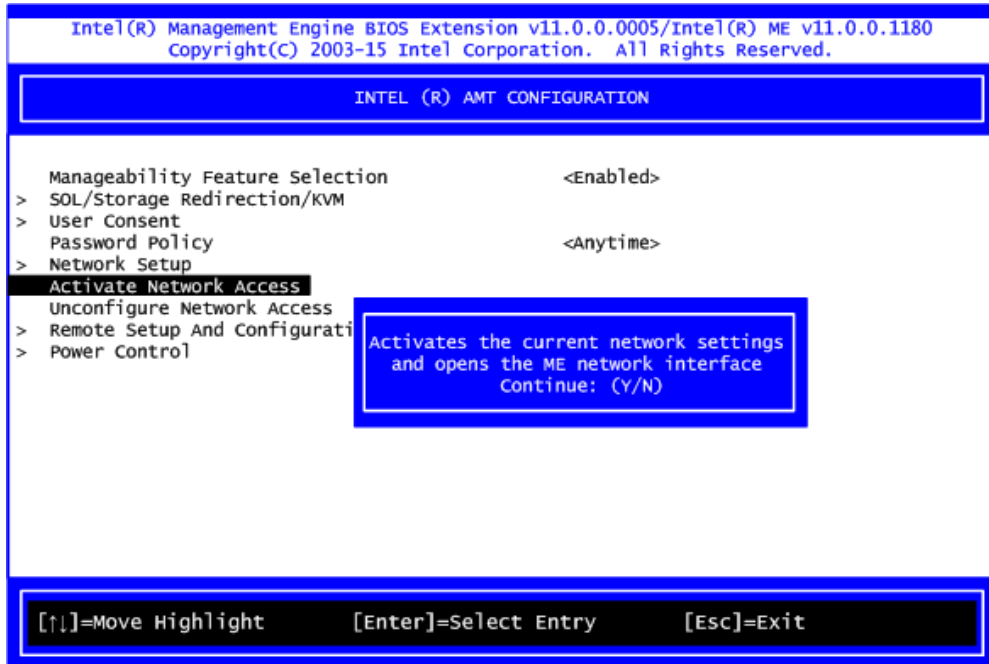 Intel(R) Management Engine BIOS Extension v11.0.0.0005/Intel(R) ME v11.0.0.1180
Copyright(C) 2003-15 Intel Corporation.  All Rights Reserved.
INTEL (R) AMT CONFIGURATION
Manageability Feature Selection <Enabled>
> SOL/Storage Redirection/KVM
> User Consent
Password Policy <Anytime>
> Network Setup
Activate Network Access
Unconfigure Network Access
> Remote Setup And Configurati
> Power Control
Activates the current network settings
and opens the ME network interface
Continue: (Y/N)
[↑↓]=Move Highlight [Enter]=Select Entry [Esc]=Exit